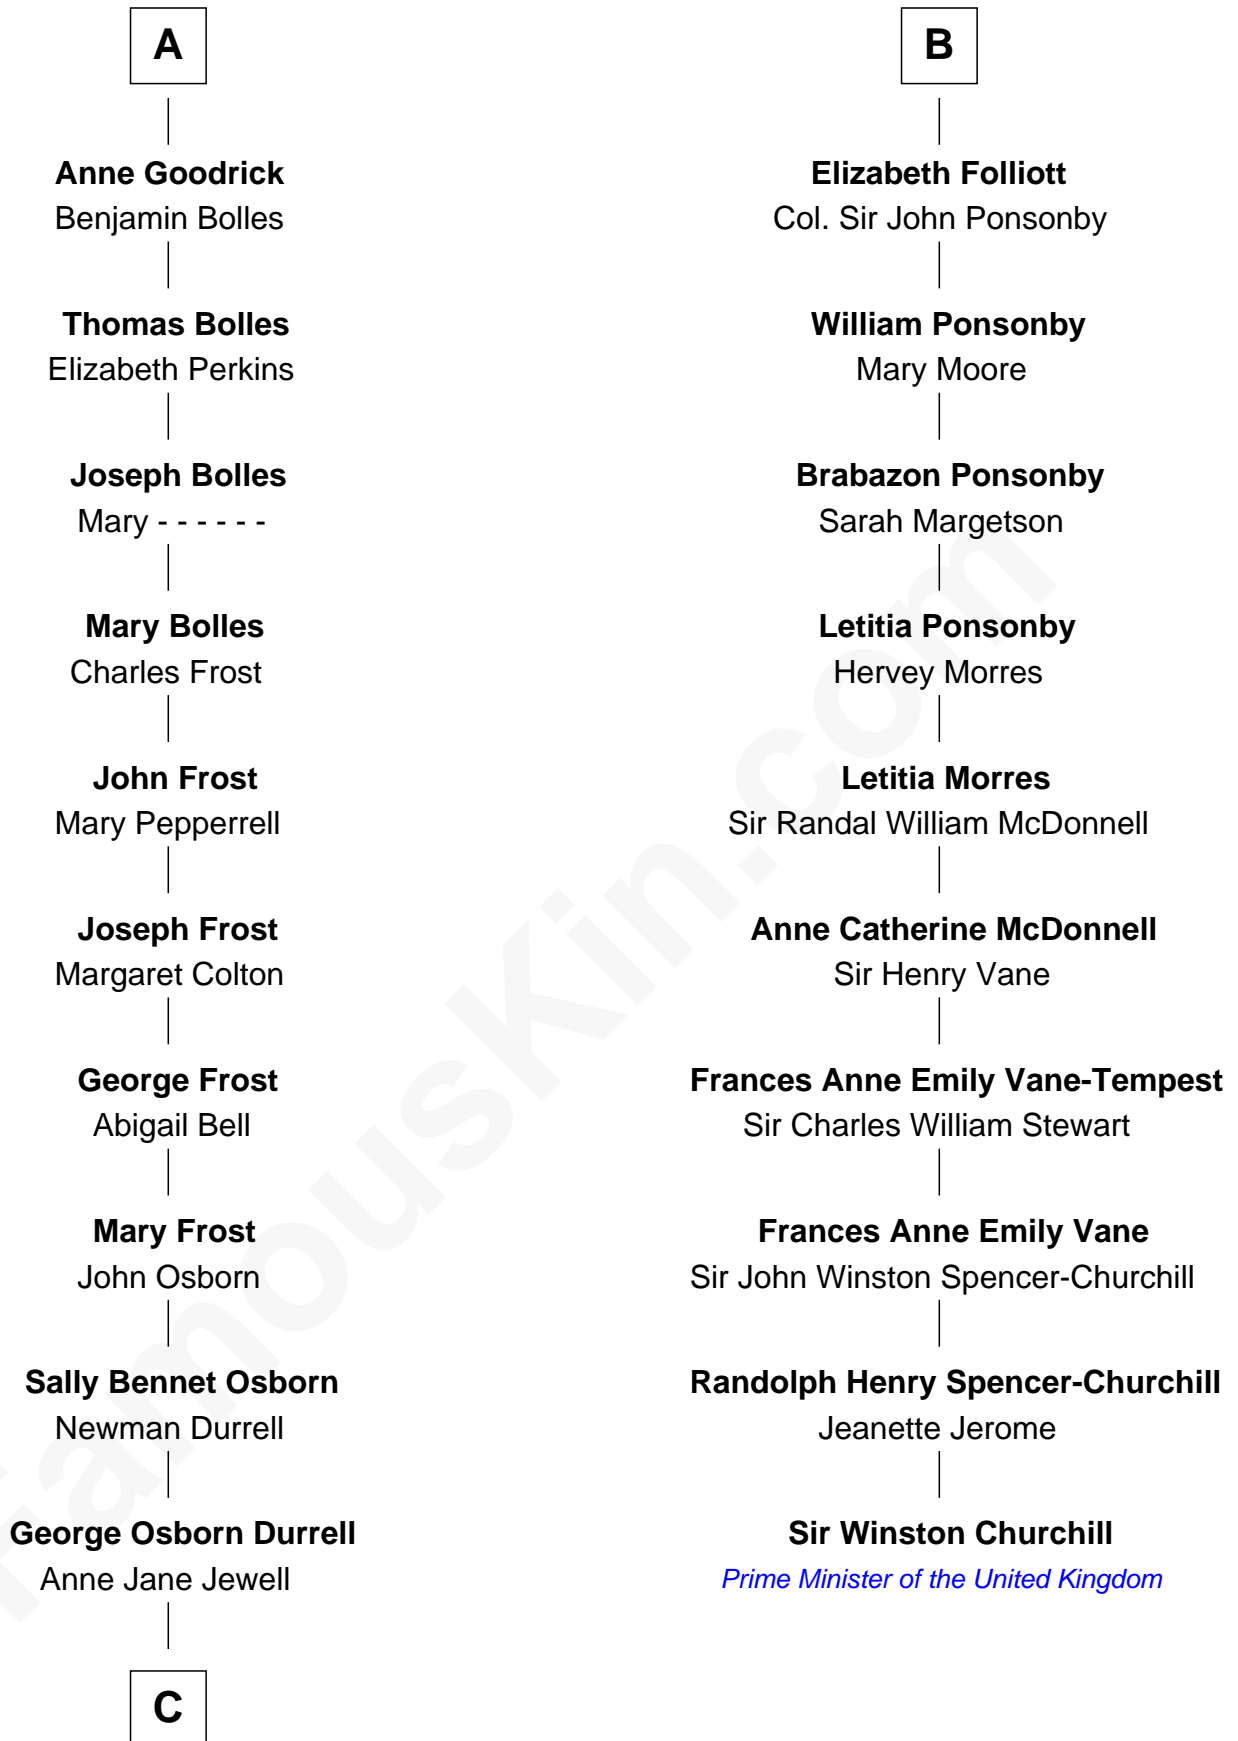 A
Anne Goodrick
Benjamin Bolles
Thomas Bolles
Elizabeth Perkins
Joseph Bolles
Mary - - - - - -
Mary Bolles
Charles Frost
John Frost
Mary Pepperrell
Joseph Frost
Margaret Colton
George Frost
Abigail Bell
Mary Frost
John Osborn
Sally Bennet Osborn
Newman Durrell
George Osborn Durrell
Anne Jane Jewell
C
B
Elizabeth Folliott
Col. Sir John Ponsonby
William Ponsonby
Mary Moore
Brabazon Ponsonby
Sarah Margetson
Letitia Ponsonby
Hervey Morres
Letitia Morres
Sir Randal William McDonnell
Anne Catherine McDonnell
Sir Henry Vane
Frances Anne Emily Vane-Tempest
Sir Charles William Stewart
Frances Anne Emily Vane
Sir John Winston Spencer-Churchill
Randolph Henry Spencer-Churchill
Jeanette Jerome
Sir Winston Churchill
Prime Minister of the United Kingdom
FamousKin.com